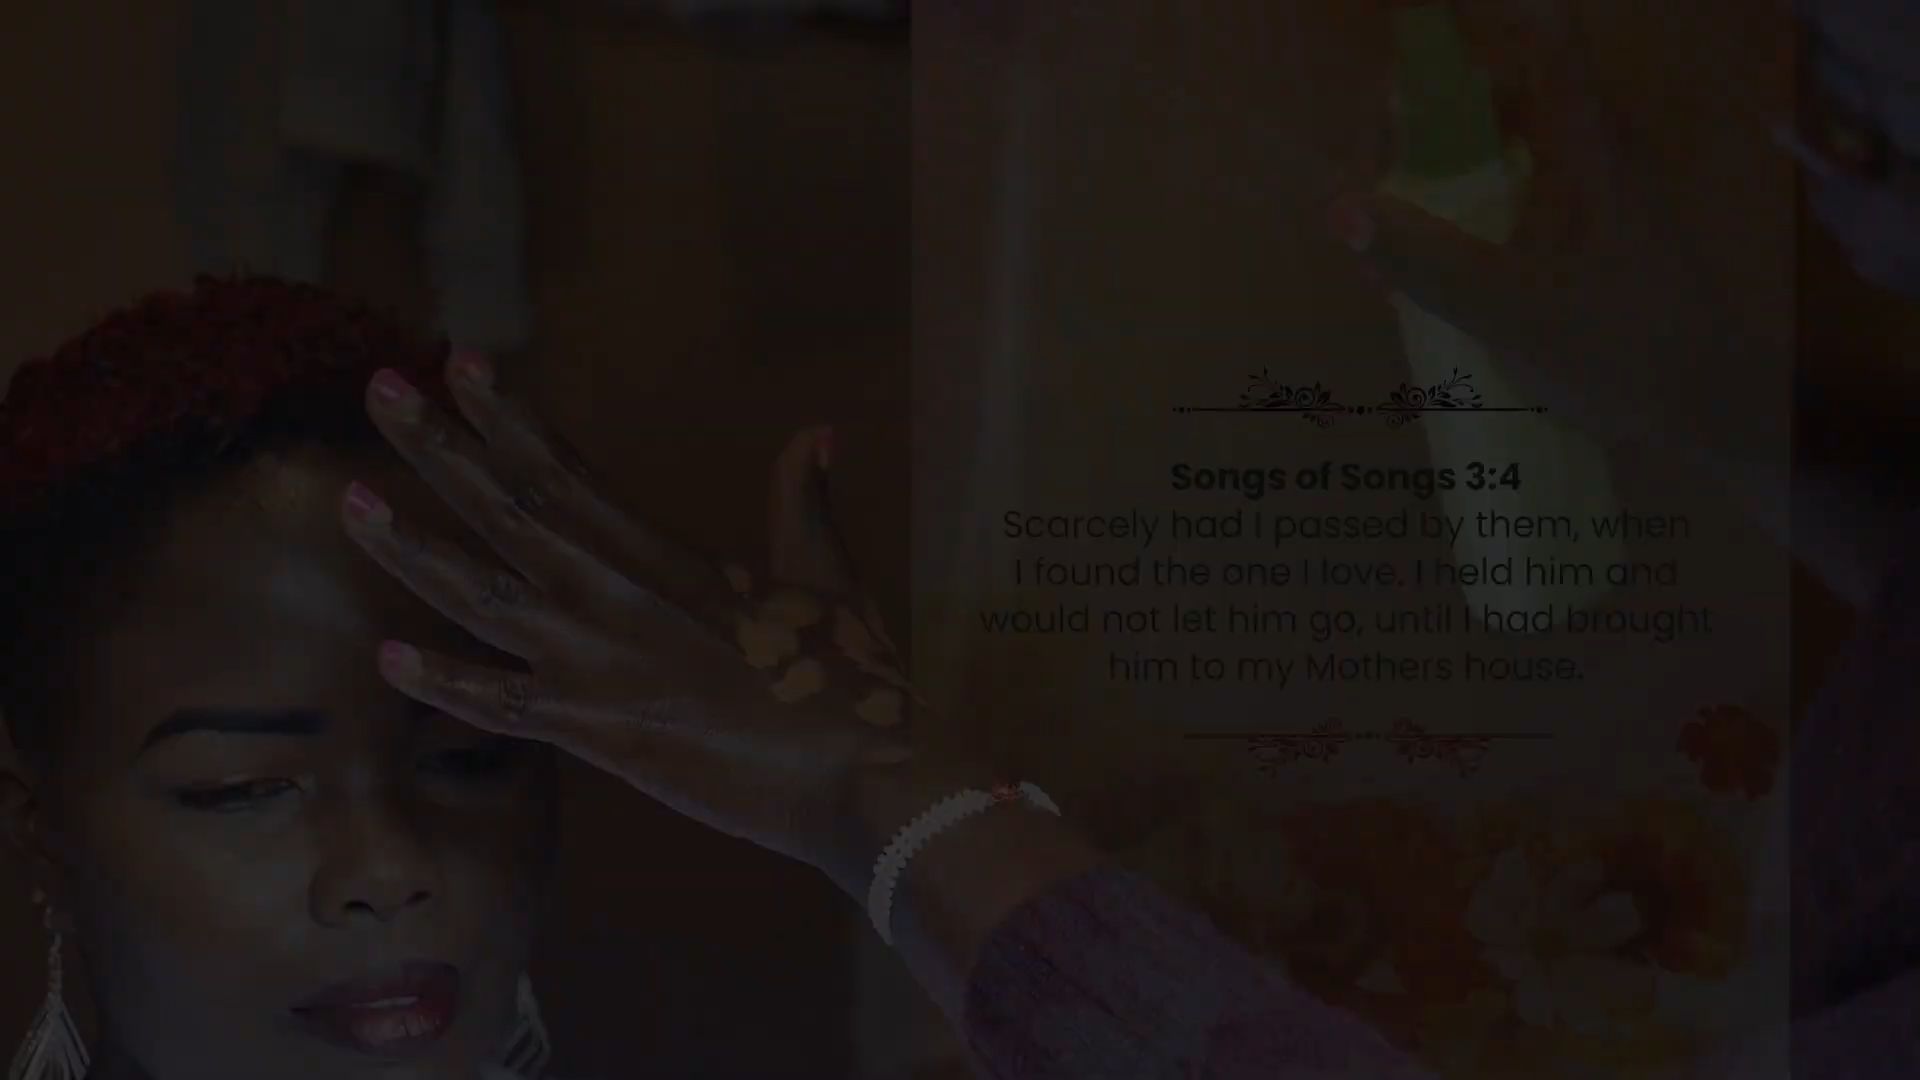 Songs of Songs 3:4
Scarcely had I passed by them, when
I found the one I love. I held him and
would not let him go, until I had brought
him to my Mothers house.